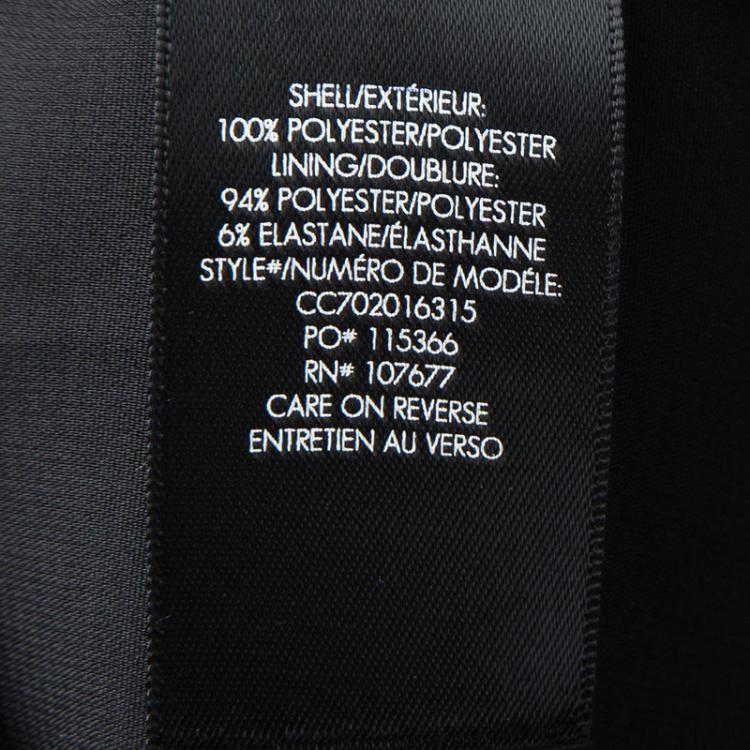 SHELL/EXTÉRIEUR:
100% POLYESTER/POLYESTER
LINING/DOUBLURE:
94% POLYESTER/POLYESTER
6% ELASTANE/ÉLASTHANNE
STYLE#/NUMÉRO DE MODÉLE:
CC702016315
PO# 115366
RN# 107677
CARE ON REVERSE
ENTRETIEN AU VERSO